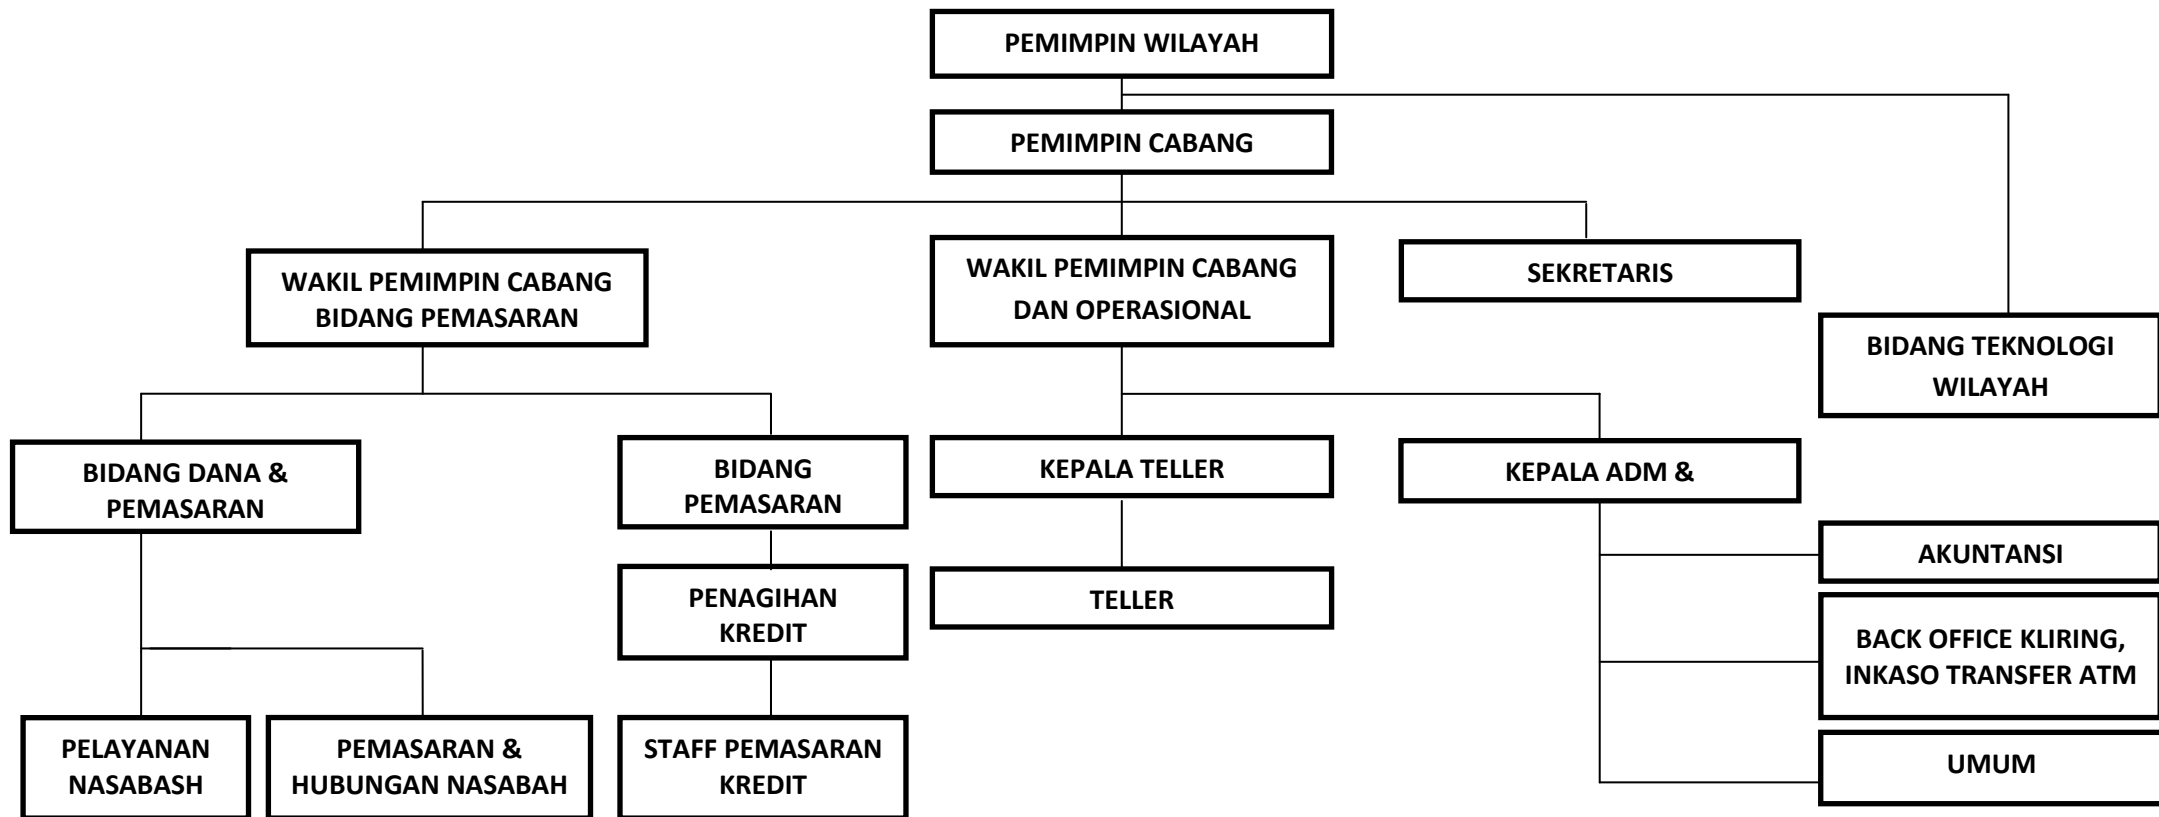 PEMIMPIN WILAYAH
PEMIMPIN CABANG
WAKIL PEMIMPIN CABANG
BIDANG PEMASARAN
WAKIL PEMIMPIN CABANG
DAN OPERASIONAL
SEKRETARIS
BIDANG TEKNOLOGI
WILAYAH
BIDANG DANA &
PEMASARAN
BIDANG
PEMASARAN
KEPALA TELLER
KEPALA ADM &
AKUNTANSI
PENAGIHAN
KREDIT
TELLER
BACK OFFICE KLIRING,
INKASO TRANSFER ATM
PELAYANAN
NASABASH
PEMASARAN &
HUBUNGAN NASABAH
STAFF PEMASARAN
KREDIT
UMUM